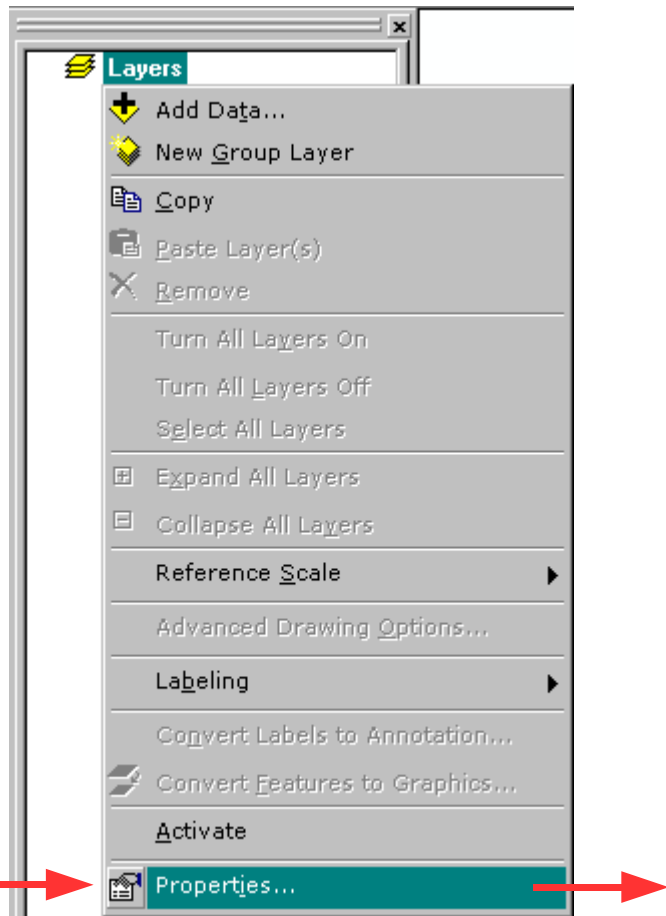 Layers
Add Data...
New Group Layer
Copy
Paste Layer(s)
Remove
Turn All Layers On
Turn All Layers Off
Select All Layers
Expand All Layers
Collapse All Layers
Reference Scale
Advanced Drawing Options...
Labeling
Convert Labels to Annotation...
Convert Features to Graphics...
Activate
Properties...